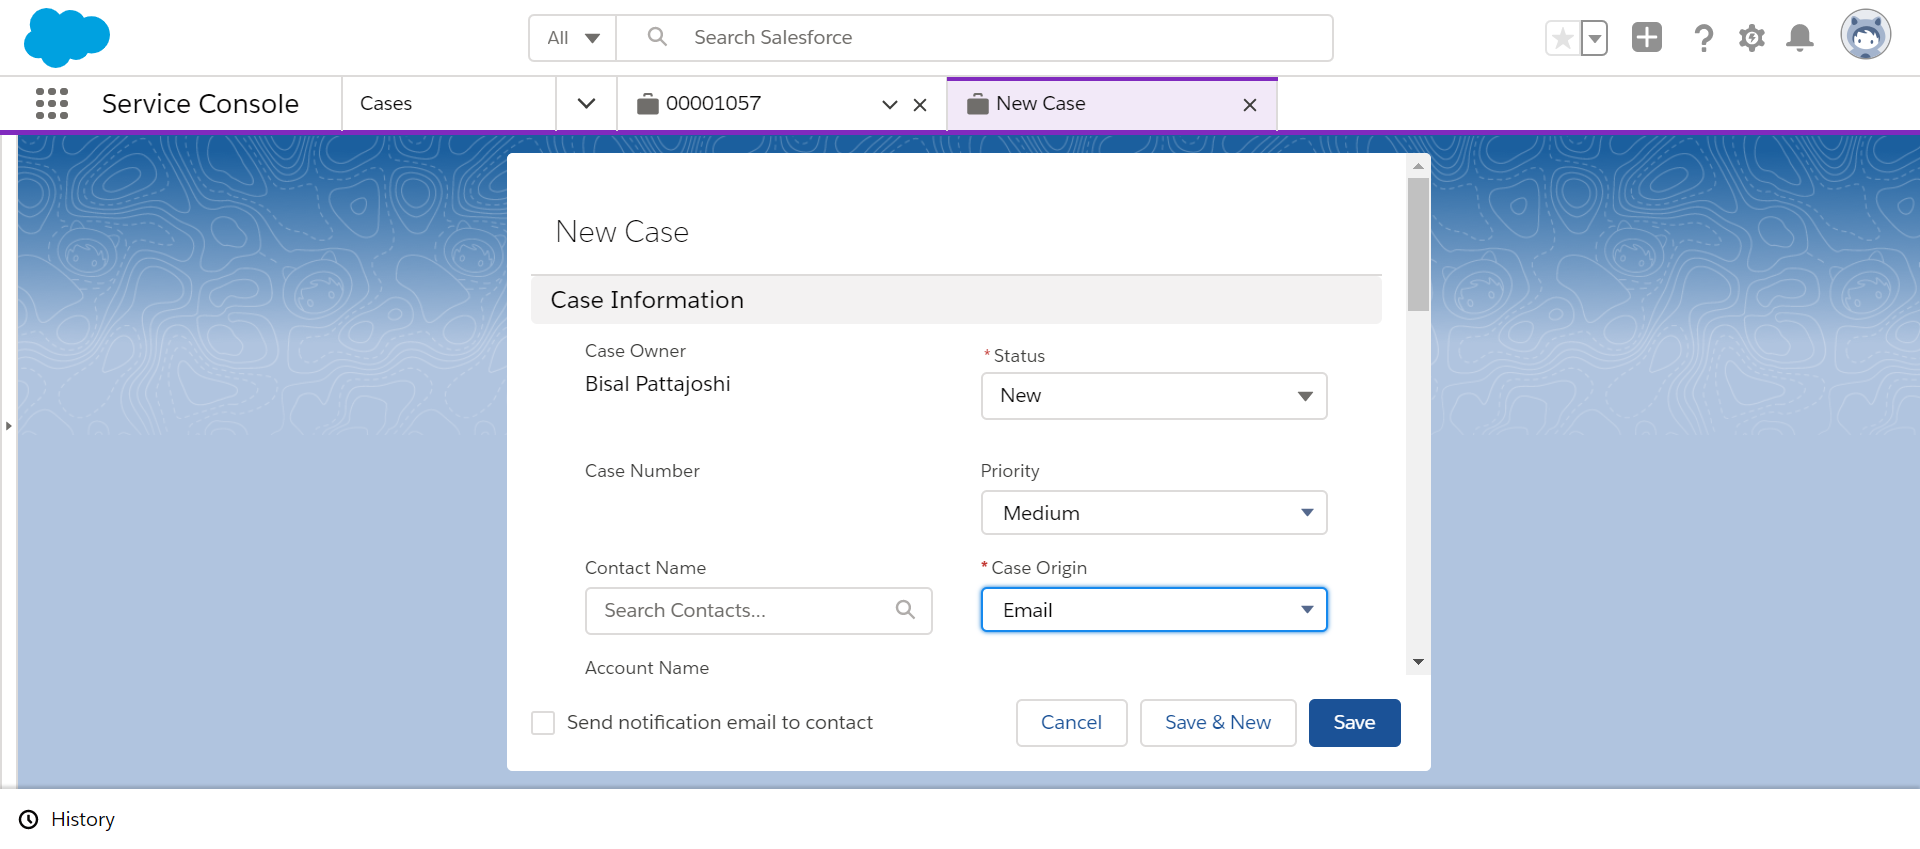 All Search Salesforce
Service Console Cases 00001057 New Case
New Case
Case Information
Case Owner
Bisal Pattajoshi
* Status
New
Case Number
Priority
Medium
Contact Name
Search Contacts...
* Case Origin
Email
Account Name
Send notification email to contact
Cancel Save & New Save
History